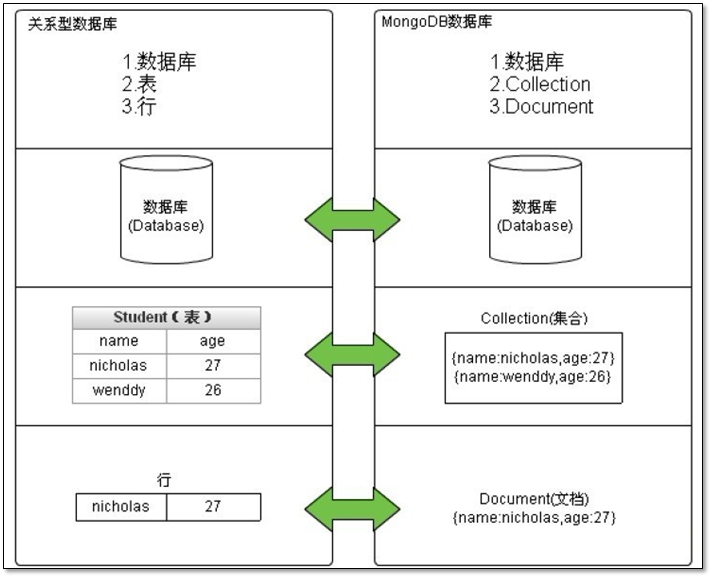 关系型数据库
1.数据库
2.表
3.行
数据库
(Database)
Student（表）
name age
nicholas 27
wenddy 26
行
nicholas 27
MongoDB数据库
1.数据库
2.Collection
3.Document
数据库
(Database)
Collection(集合)
{name:nicholas,age:27}
{name:wenddy,age:26}
Document(文档)
{name:nicholas,age:27}